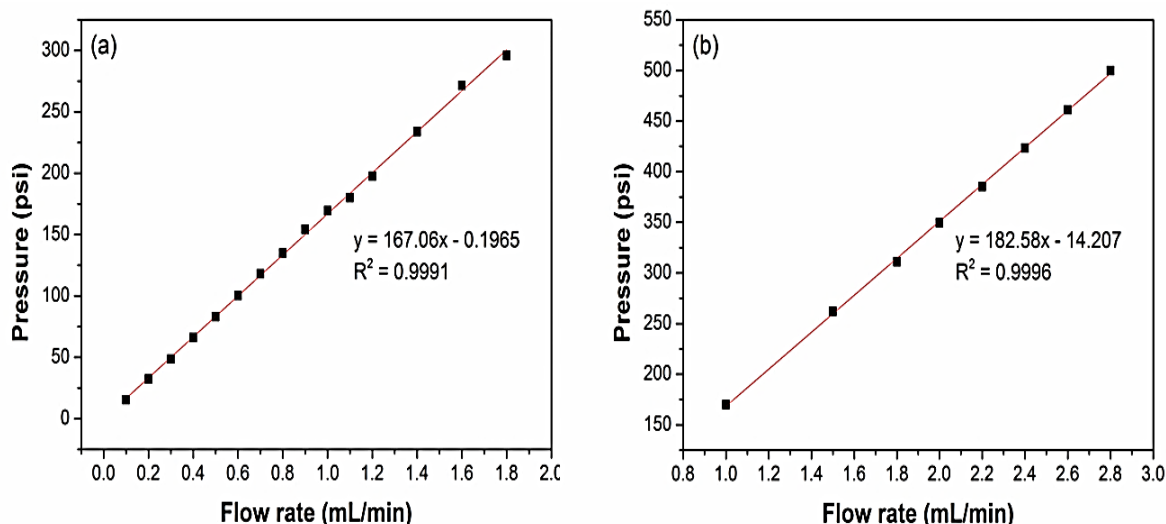 (a)
300
250
200
150
100
50
0
Pressure (psi)
y = 167.06x - 0.1965
R² = 0.9991
0.0 0.2 0.4 0.6 0.8 1.0 1.2 1.4 1.6 1.8 2.0
Flow rate (mL/min)
(b)
550
500
450
400
350
300
250
200
150
Pressure (psi)
y = 182.58x - 14.207
R² = 0.9996
0.8 1.0 1.2 1.4 1.6 1.8 2.0 2.2 2.4 2.6 2.8 3.0
Flow rate (mL/min)